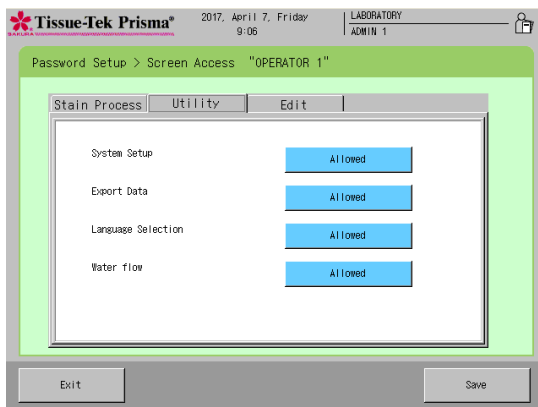 Tissue-Tek Prisma®
SAKURA
2017, April 7, Friday
9:06
LABORATORY
ADMIN 1
Password Setup > Screen Access "OPERATOR 1"
Stain Process Utility Edit
System Setup Allowed
Export Data Allowed
Language Selection Allowed
Water flow Allowed
Exit Save